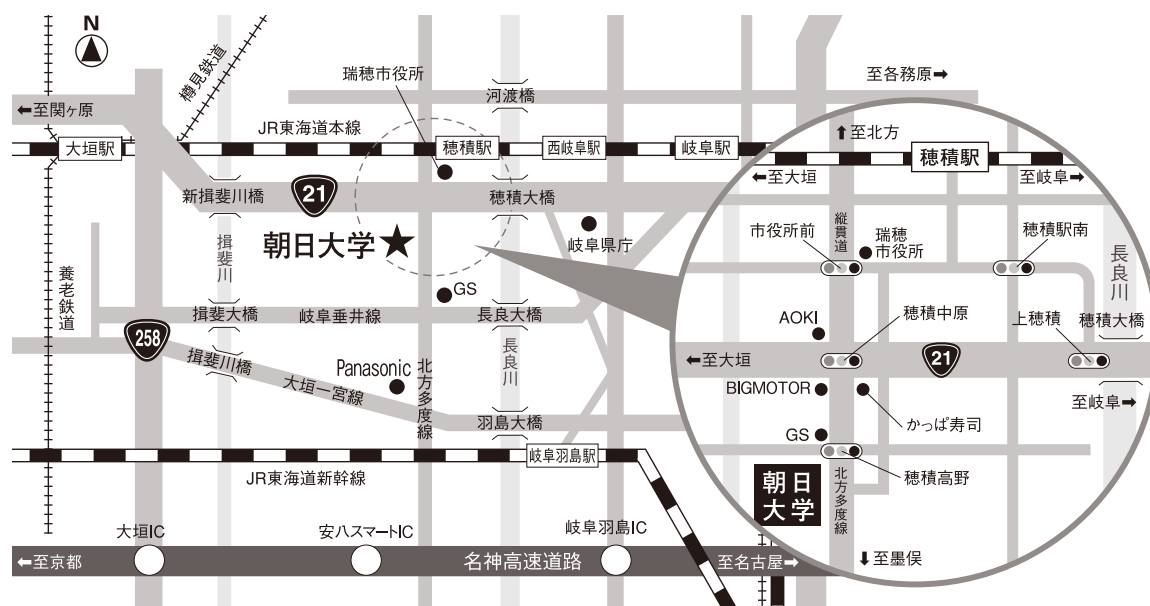 N
樽見鉄道
瑞穂市役所
至各務原➡
河渡橋
⬅至関ヶ原
JR東海道本線
大垣駅
穂積駅
西岐阜駅
岐阜駅
新揖斐川橋
21
穂積大橋
朝日大学★
岐阜県庁
揖斐川
養老鉄道
GS
揖斐大橋
岐阜垂井線
長良大橋
258
揖斐川橋
Panasonic
北方多度線
長良川
大垣一宮線
羽島大橋
岐阜羽島駅
JR東海道新幹線
大垣IC
安八スマートIC
岐阜羽島IC
⬅至京都
名神高速道路
至名古屋➡
⬆至北方
穂積駅
⬅至大垣
至岐阜➡
縦貫道
市役所前
瑞穂
市役所
穂積駅南
長良川
AOKI
穂積中原
上穂積
穂積大橋
⬅至大垣
21
BIGMOTOR
かっぱ寿司
至岐阜➡
GS
穂積高野
朝日
大学
北方多度線
⬇至墨俣